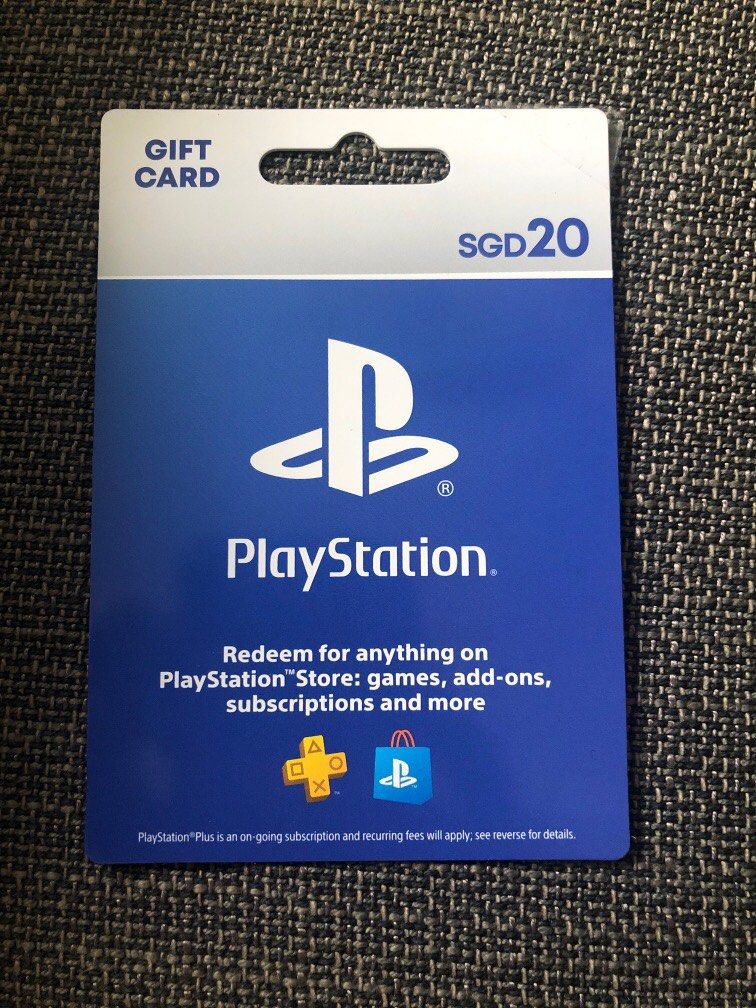 GIFT
CARD
SGD20
PlayStation®
Redeem for anything on
PlayStation™Store: games, add-ons,
subscriptions and more
PlayStation®Plus is an on-going subscription and recurring fees will apply; see reverse for details.